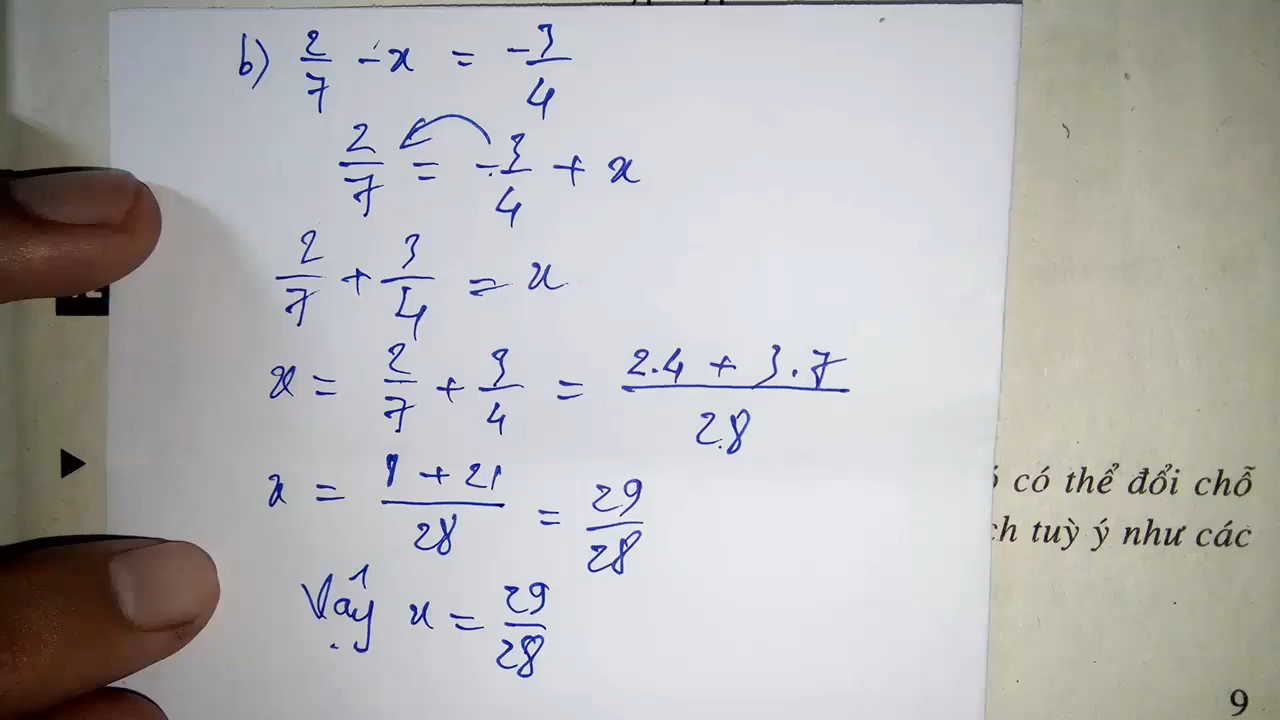 b) 2/7 - x = -3/4
2/7 = -3/4 + x
2/7 + 3/4 = x
x = 2/7 + 3/4 = (2.4 + 3.7)/28
x = (8 + 21)/28 = 29/28
Vậy x = 29/28
có thể đổi chỗ
tuỳ ý như các
9